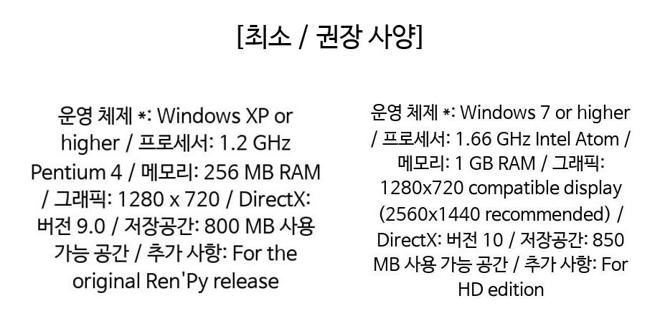 [최소 / 권장 사양]
운영 체제 *: Windows XP or
higher / 프로세서: 1.2 GHz
Pentium 4 / 메모리: 256 MB RAM
/ 그래픽: 1280 x 720 / DirectX:
버전 9.0 / 저장공간: 800 MB 사용
가능 공간 / 추가 사항: For the
original Ren'Py release
운영 체제 *: Windows 7 or higher
/ 프로세서: 1.66 GHz Intel Atom /
메모리: 1 GB RAM / 그래픽:
1280x720 compatible display
(2560x1440 recommended) /
DirectX: 버전 10 / 저장공간: 850
MB 사용 가능 공간 / 추가 사항: For
HD edition